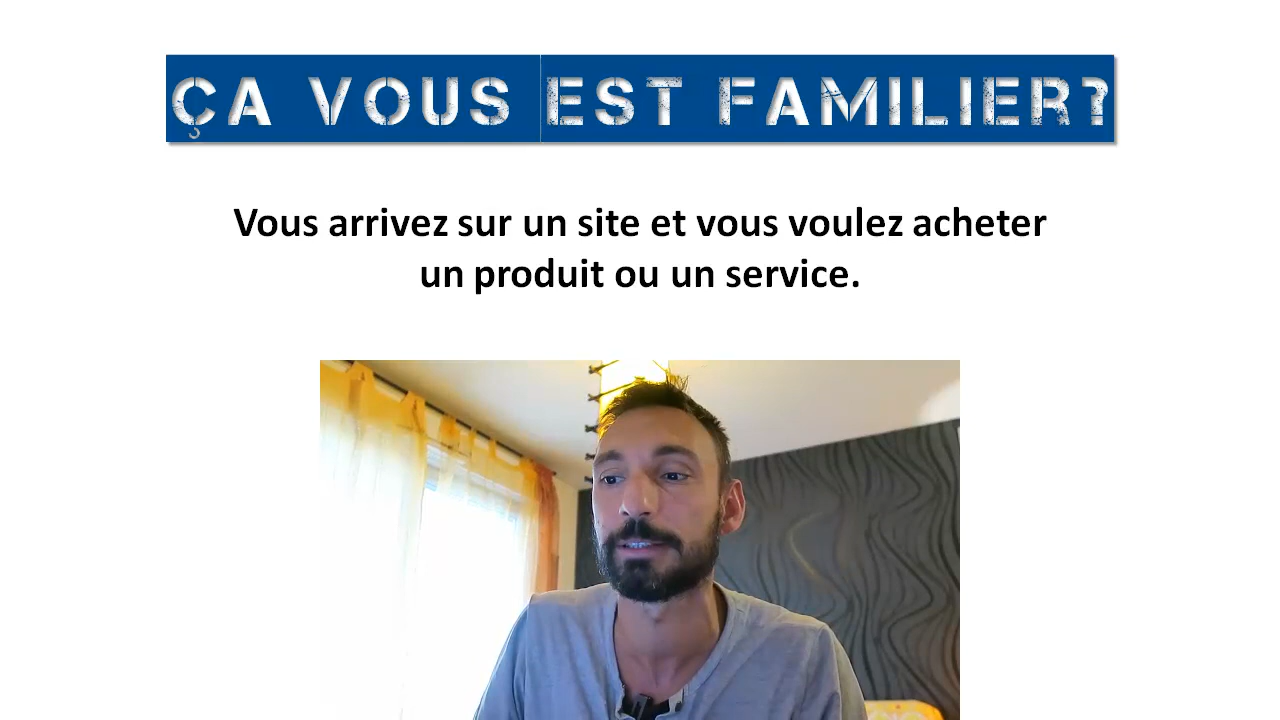 ÇA VOUS EST FAMILIER?
Vous arrivez sur un site et vous voulez acheter
un produit ou un service.